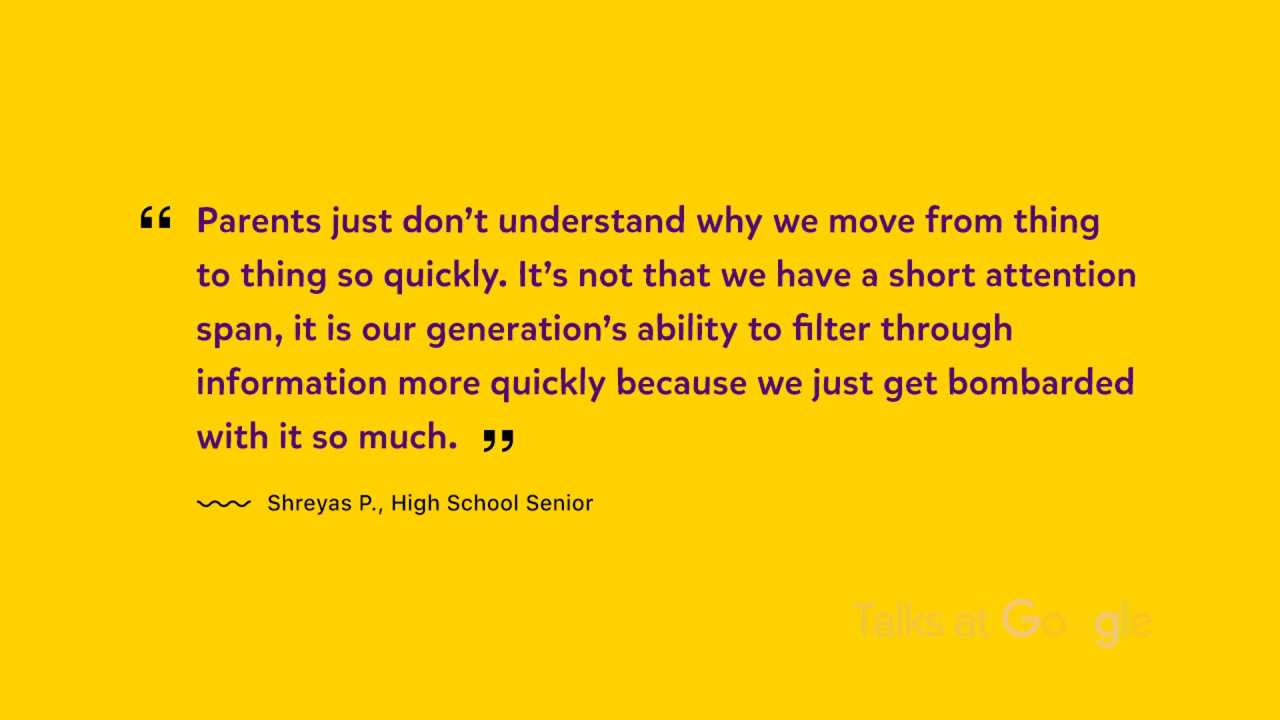 “ Parents just don’t understand why we move from thing
to thing so quickly. It’s not that we have a short attention
span, it is our generation’s ability to filter through
information more quickly because we just get bombarded
with it so much. ”
Shreyas P., High School Senior
Talks at Google